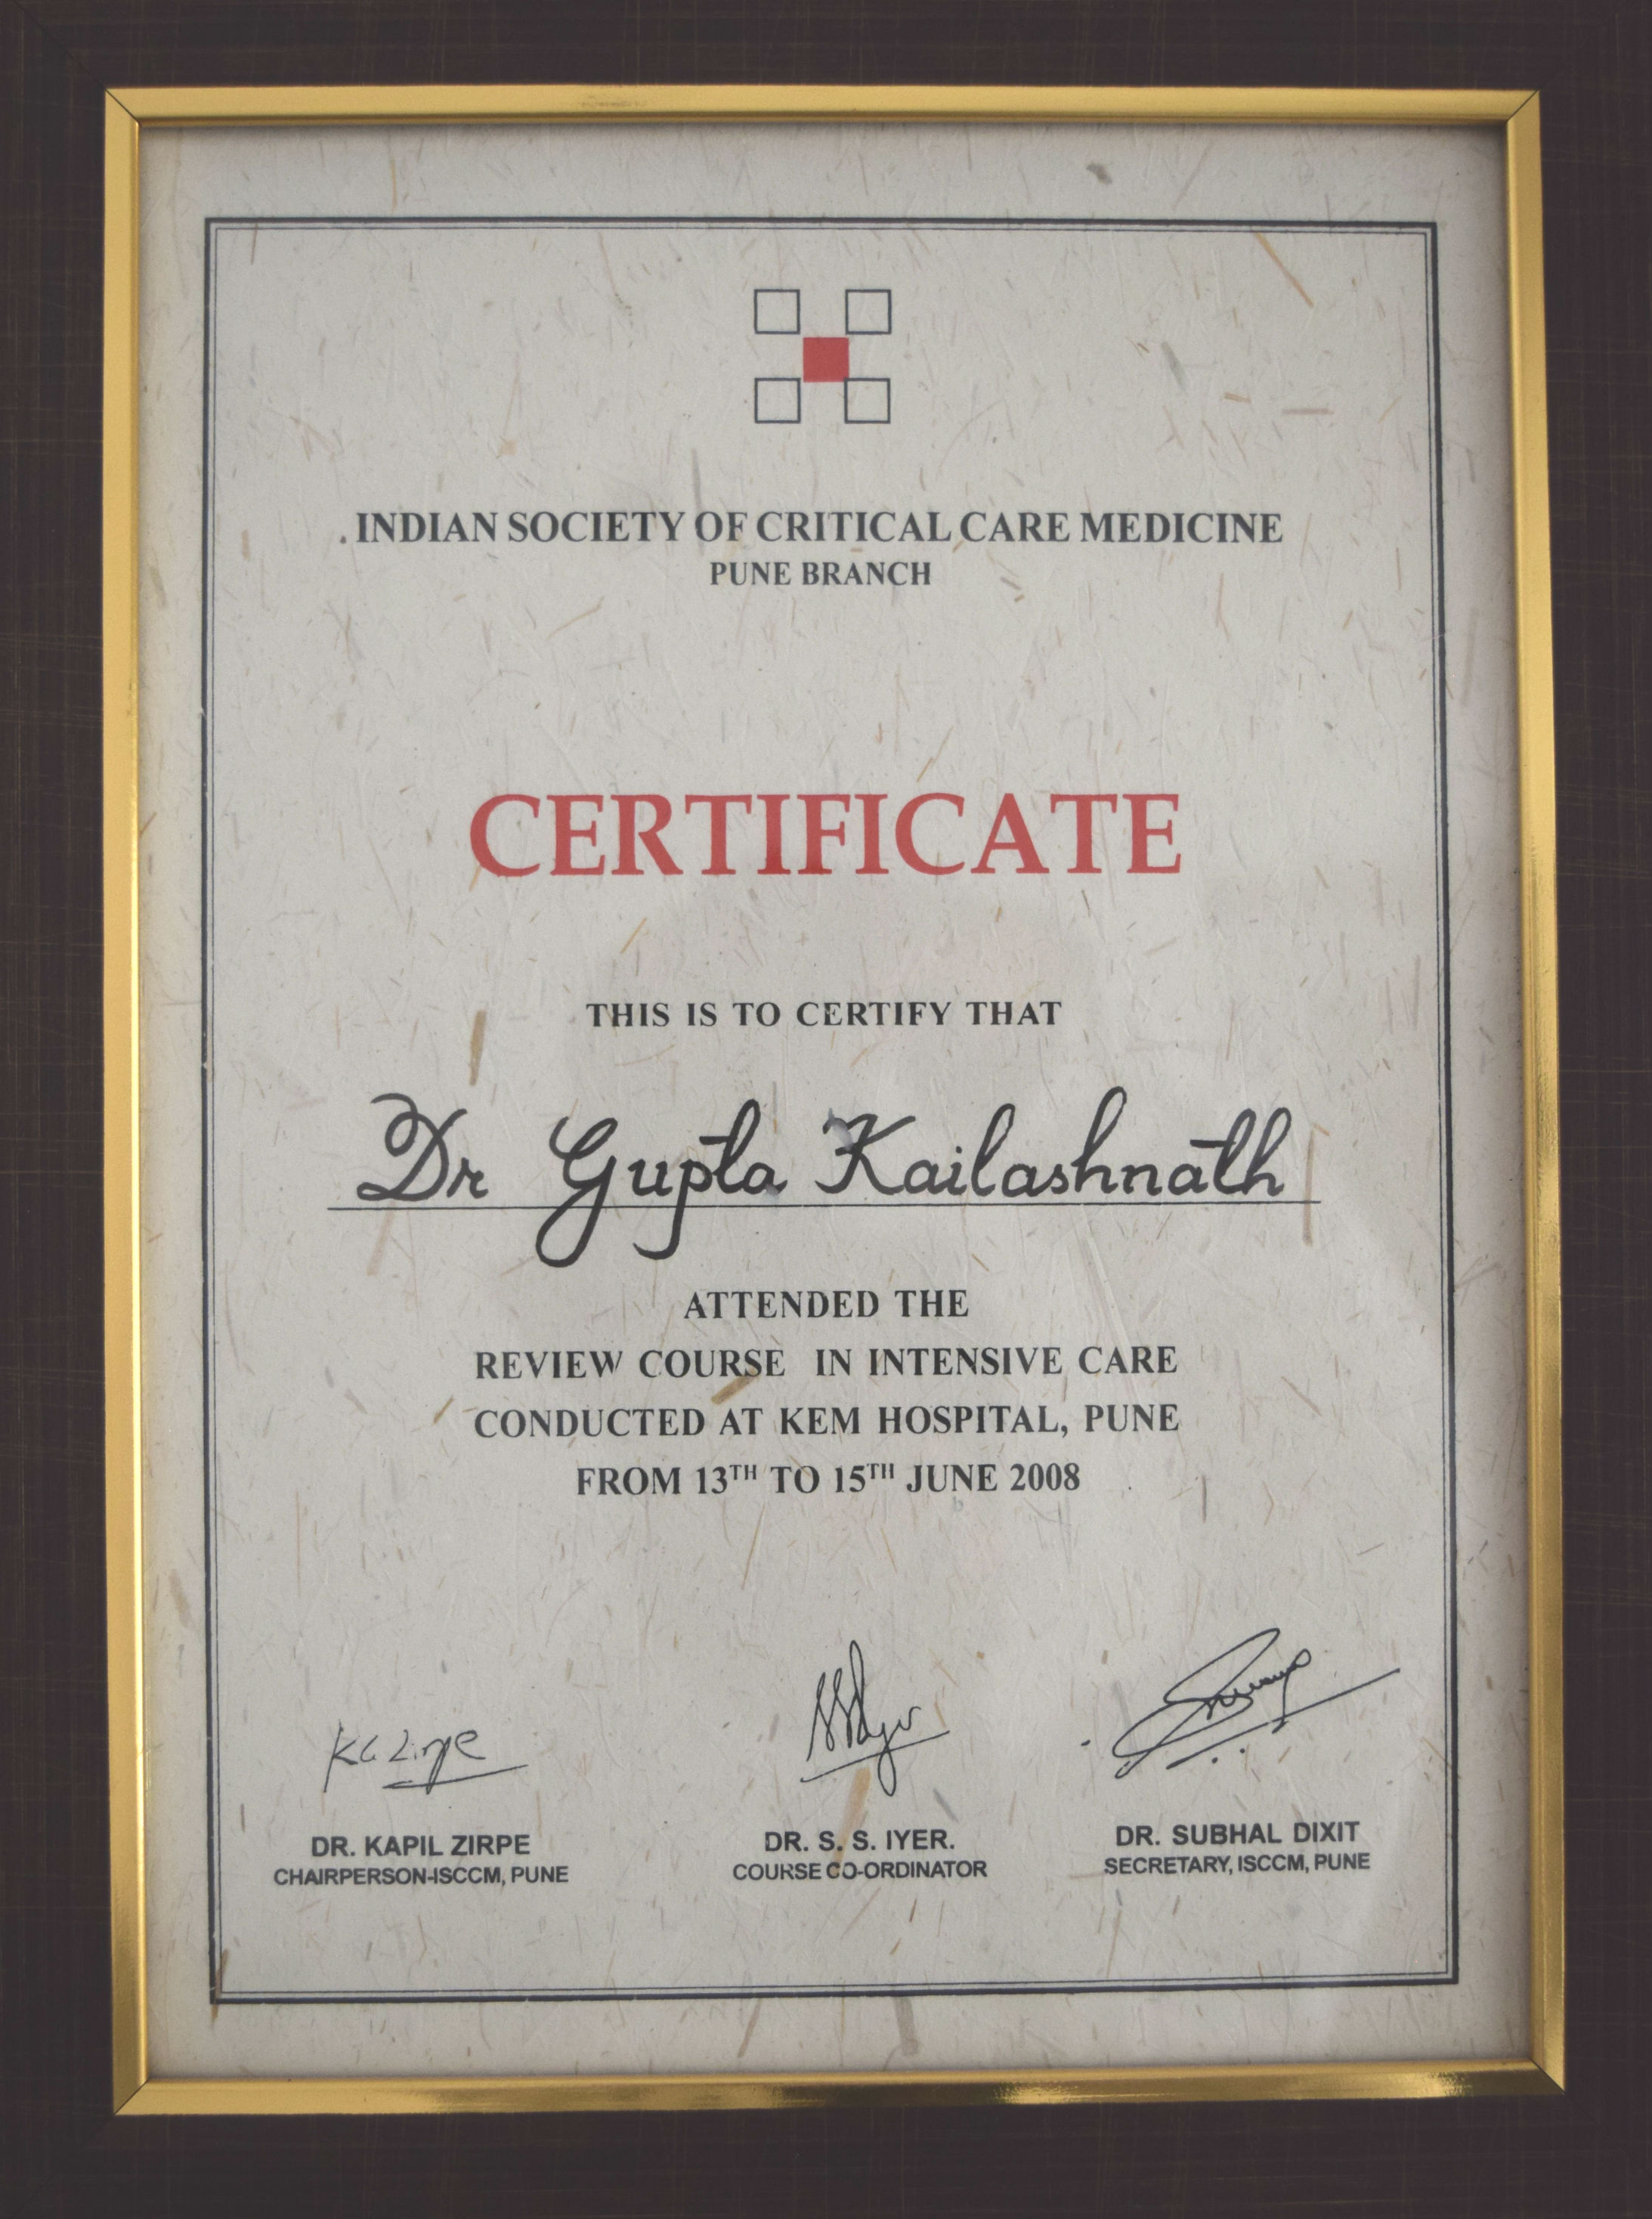 INDIAN SOCIETY OF CRITICAL CARE MEDICINE
PUNE BRANCH
CERTIFICATE
THIS IS TO CERTIFY THAT
Dr Gupta Kailashnath
ATTENDED THE
REVIEW COURSE IN INTENSIVE CARE
CONDUCTED AT KEM HOSPITAL, PUNE
FROM 13TH TO 15TH JUNE 2008
DR. KAPIL ZIRPE
CHAIRPERSON-ISCCM, PUNE
DR. S. S. IYER.
COURSE CO-ORDINATOR
DR. SUBHAL DIXIT
SECRETARY, ISCCM, PUNE